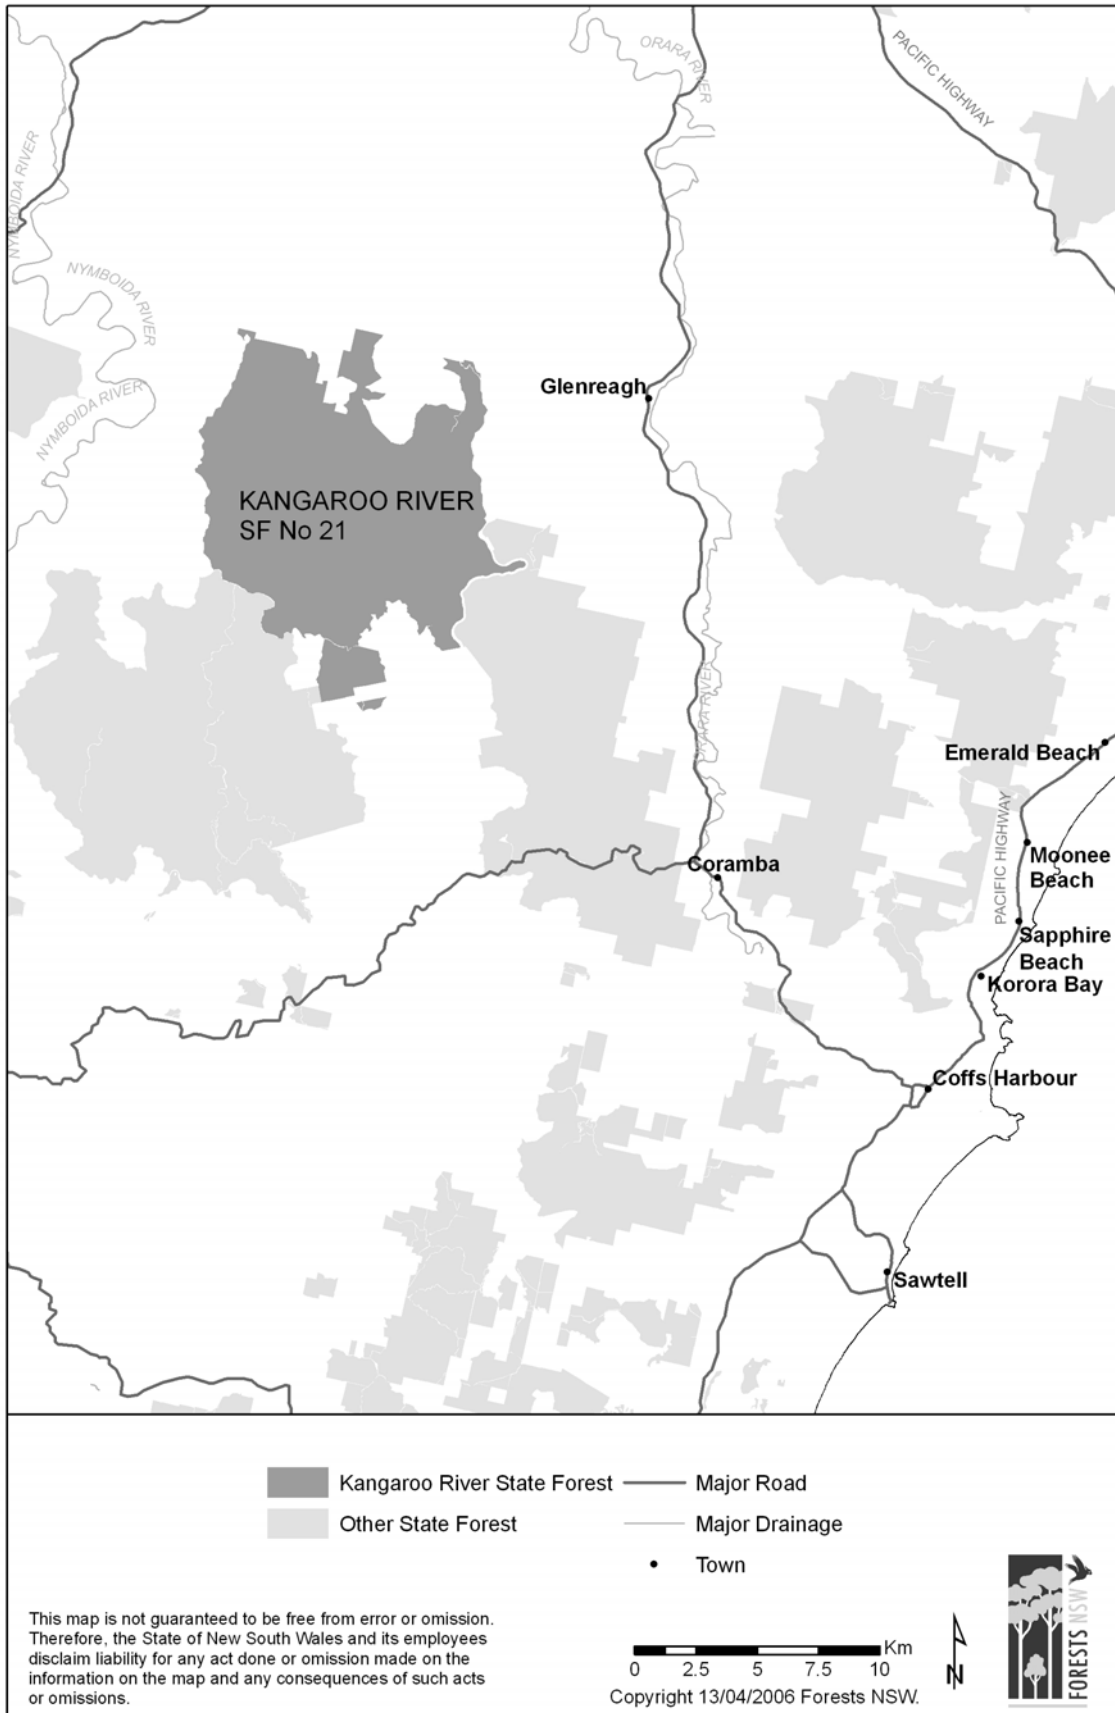 ORARA RIVER
PACIFIC HIGHWAY
NYMBOIDA RIVER
NYMBOIDA RIVER
NYMBOIDA RIVER
Glenreagh
KANGAROO RIVER
SF No 21
ORARA RIVER
Emerald Beach
PACIFIC HIGHWAY
Moonee
Beach
Coramba
Sapphire
Beach
Korora Bay
Coffs Harbour
Sawtell
Kangaroo River State Forest
Major Road
Other State Forest
Major Drainage
Town
This map is not guaranteed to be free from error or omission.
Therefore, the State of New South Wales and its employees
disclaim liability for any act done or omission made on the
information on the map and any consequences of such acts
or omissions.
Km
0 2.5 5 7.5 10
Copyright 13/04/2006 Forests NSW.
N
FORESTS NSW